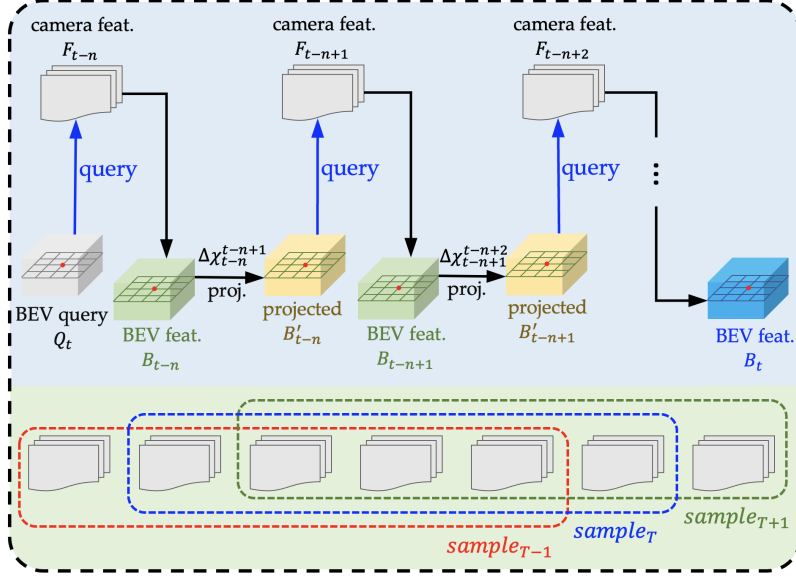 camera feat.
F_{t-n}
camera feat.
F_{t-n+1}
camera feat.
F_{t-n+2}
query
query
query
⋮
Δχ_{t-n}^{t-n+1}
proj.
Δχ_{t-n+1}^{t-n+2}
proj.
BEV query
Q_t
BEV feat.
B_{t-n}
projected
B'_{t-n}
BEV feat.
B_{t-n+1}
projected
B'_{t-n+1}
BEV feat.
B_t
sample_{T-1}
sample_T
sample_{T+1}